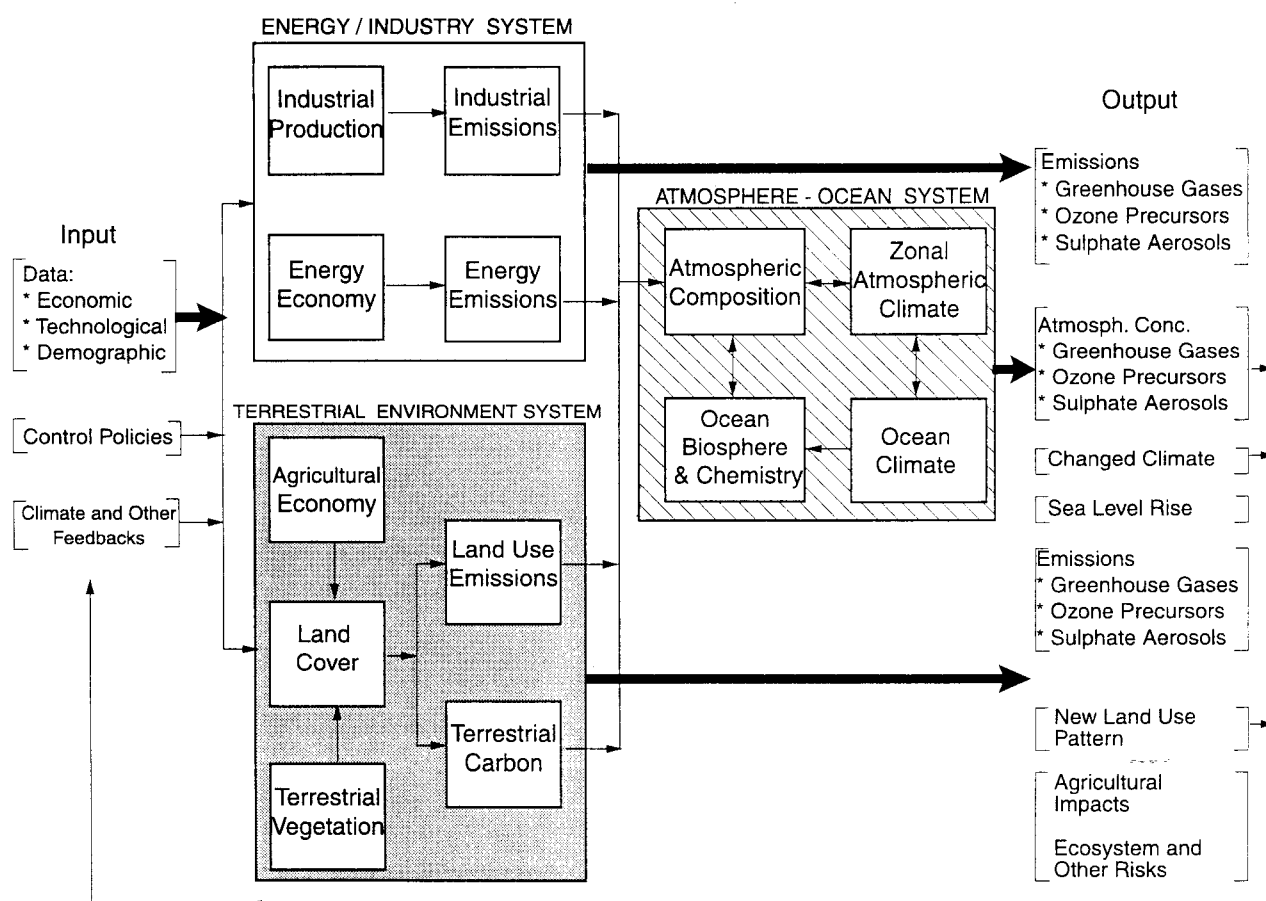 ENERGY / INDUSTRY SYSTEM
Industrial
Production
Industrial
Emissions
Energy
Economy
Energy
Emissions
Input
Data:
* Economic
* Technological
* Demographic
Control Policies
Climate and Other
Feedbacks
TERRESTRIAL ENVIRONMENT SYSTEM
Agricultural
Economy
Land
Cover
Terrestrial
Vegetation
Land Use
Emissions
Terrestrial
Carbon
ATMOSPHERE - OCEAN SYSTEM
Atmospheric
Composition
Zonal
Atmospheric
Climate
Ocean
Biosphere
& Chemistry
Ocean
Climate
Output
Emissions
* Greenhouse Gases
* Ozone Precursors
* Sulphate Aerosols
Atmosph. Conc.
* Greenhouse Gases
* Ozone Precursors
* Sulphate Aerosols
Changed Climate
Sea Level Rise
Emissions
* Greenhouse Gases
* Ozone Precursors
* Sulphate Aerosols
New Land Use
Pattern
Agricultural
Impacts
Ecosystem and
Other Risks